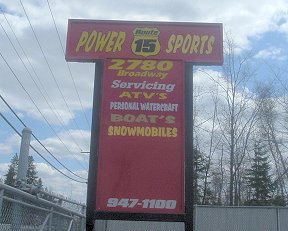 POWER Route 15 SPORTS
2780
Broadway
Servicing
ATV'S
PERSONAL WATERCRAFT
BOAT'S
SNOWMOBILES
947-1100